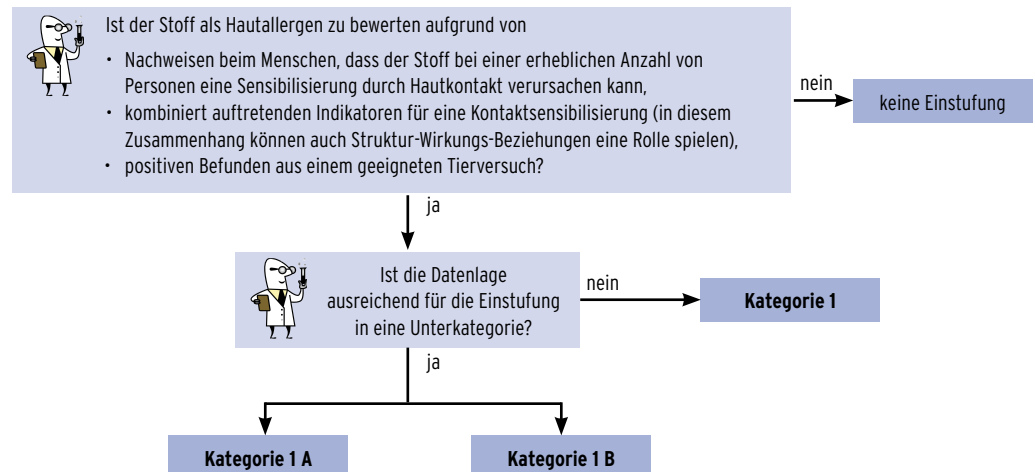 Ist der Stoff als Hautallergen zu bewerten aufgrund von
• Nachweisen beim Menschen, dass der Stoff bei einer erheblichen Anzahl von
Personen eine Sensibilisierung durch Hautkontakt verursachen kann,
• kombiniert auftretenden Indikatoren für eine Kontaktsensibilisierung (in diesem
Zusammenhang können auch Struktur-Wirkungs-Beziehungen eine Rolle spielen),
• positiven Befunden aus einem geeigneten Tierversuch?
nein
keine Einstufung
ja
Ist die Datenlage
ausreichend für die Einstufung
in eine Unterkategorie?
nein
Kategorie 1
ja
Kategorie 1 A
Kategorie 1 B